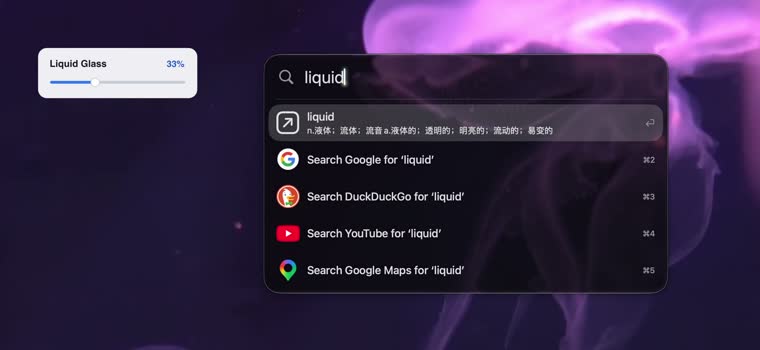 Liquid Glass 33%
liquid
liquid
n.液体；流体；流音 a.液体的；透明的；明亮的；流动的；易变的
Search Google for ‘liquid’ ⌘2
Search DuckDuckGo for ‘liquid’ ⌘3
Search YouTube for ‘liquid’ ⌘4
Search Google Maps for ‘liquid’ ⌘5